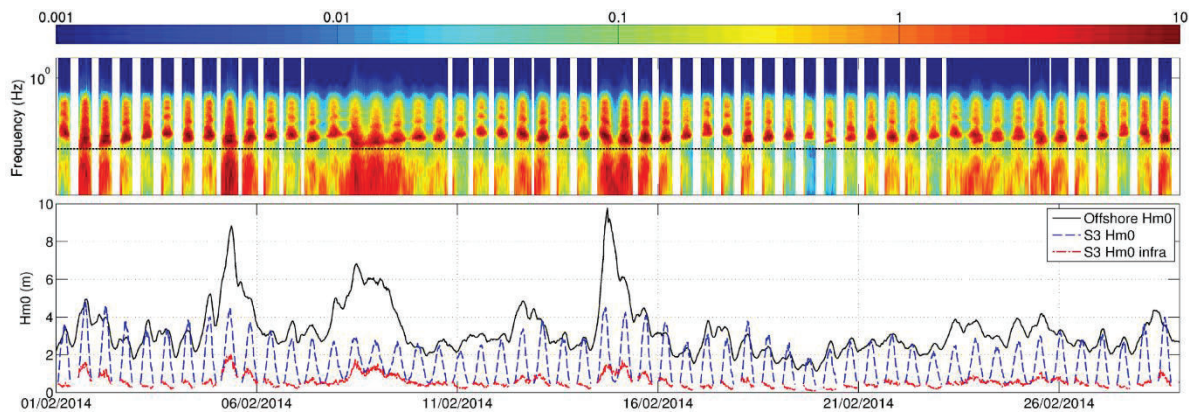 0.001 0.01 0.1 1 10
10⁰
Frequency (Hz)
10
8
6
4
2
0
Hm0 (m)
Offshore Hm0
S3 Hm0
S3 Hm0 infra
01/02/2014 06/02/2014 11/02/2014 16/02/2014 21/02/2014 26/02/2014